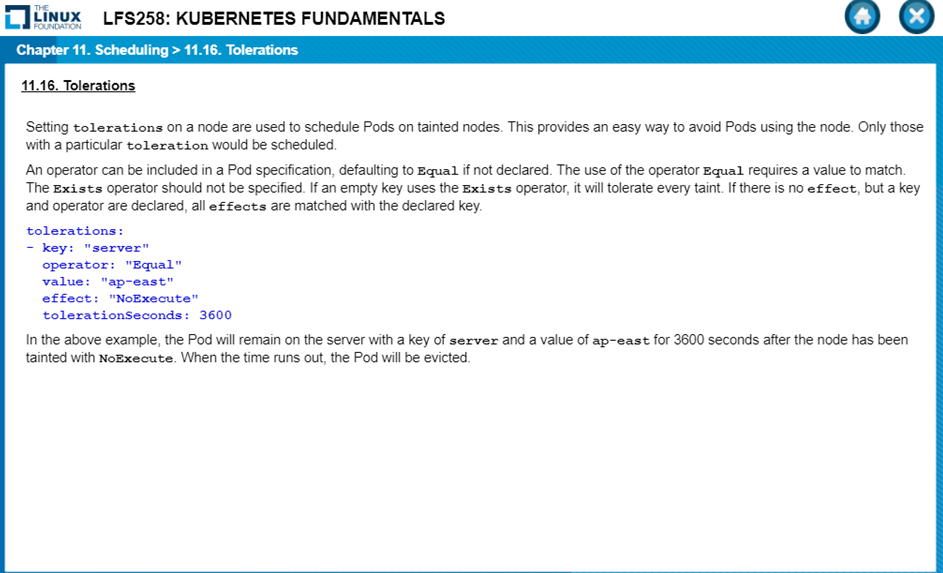 THE
LINUX
FOUNDATION
LFS258: KUBERNETES FUNDAMENTALS
Chapter 11. Scheduling > 11.16. Tolerations
11.16. Tolerations
Setting tolerations on a node are used to schedule Pods on tainted nodes. This provides an easy way to avoid Pods using the node. Only those
with a particular toleration would be scheduled.
An operator can be included in a Pod specification, defaulting to Equal if not declared. The use of the operator Equal requires a value to match.
The Exists operator should not be specified. If an empty key uses the Exists operator, it will tolerate every taint. If there is no effect, but a key
and operator are declared, all effects are matched with the declared key.
tolerations:
- key: "server"
  operator: "Equal"
  value: "ap-east"
  effect: "NoExecute"
  tolerationSeconds: 3600
In the above example, the Pod will remain on the server with a key of server and a value of ap-east for 3600 seconds after the node has been
tainted with NoExecute. When the time runs out, the Pod will be evicted.